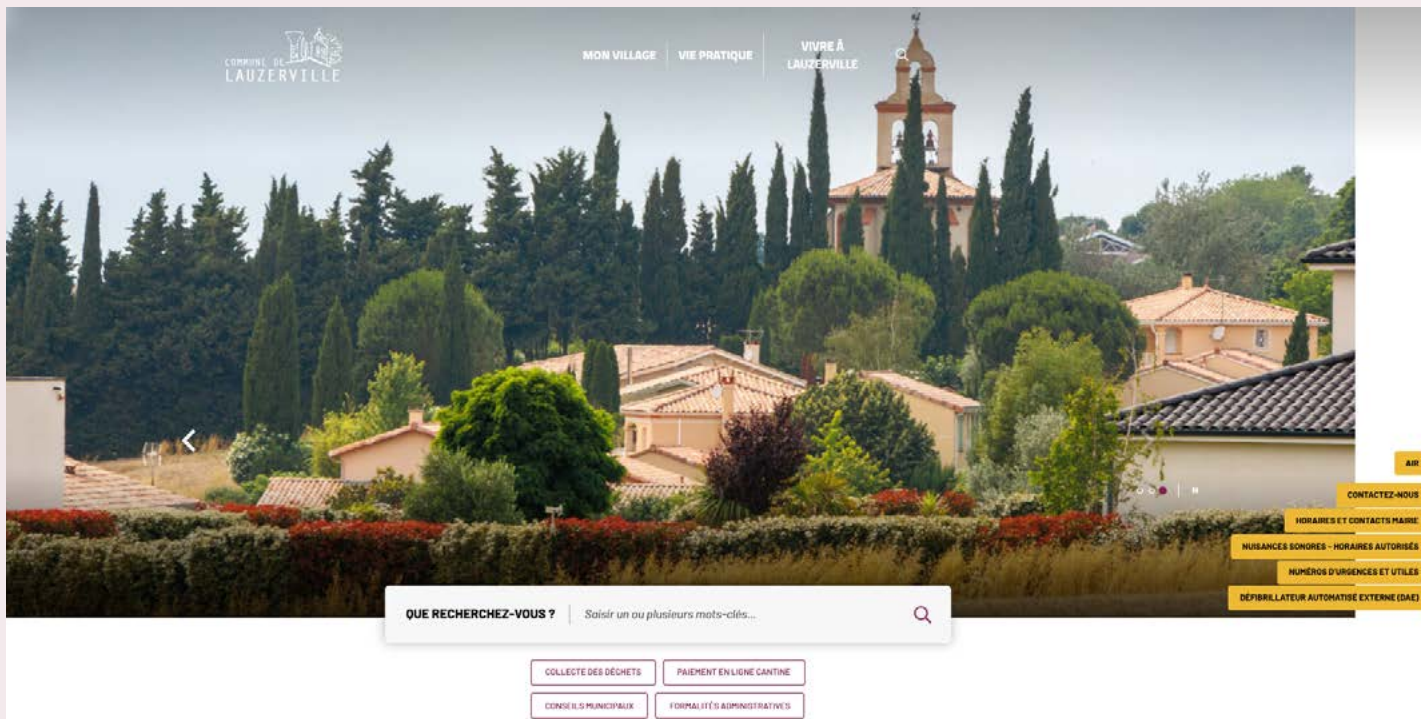 COMMUNE DE
LAUZERVILLE
MON VILLAGE
VIE PRATIQUE
VIVRE À
LAUZERVILLE
AIR
CONTACTEZ-NOUS
HORAIRES ET CONTACTS MAIRIE
NUISANCES SONORES - HORAIRES AUTORISÉS
NUMÉROS D'URGENCES ET UTILES
DÉFIBRILLATEUR AUTOMATISÉ EXTERNE (DAE)
QUE RECHERCHEZ-VOUS ?
Saisir un ou plusieurs mots-clés...
COLLECTE DES DÉCHETS
PAIEMENT EN LIGNE CANTINE
CONSEILS MUNICIPAUX
FORMALITÉS ADMINISTRATIVES